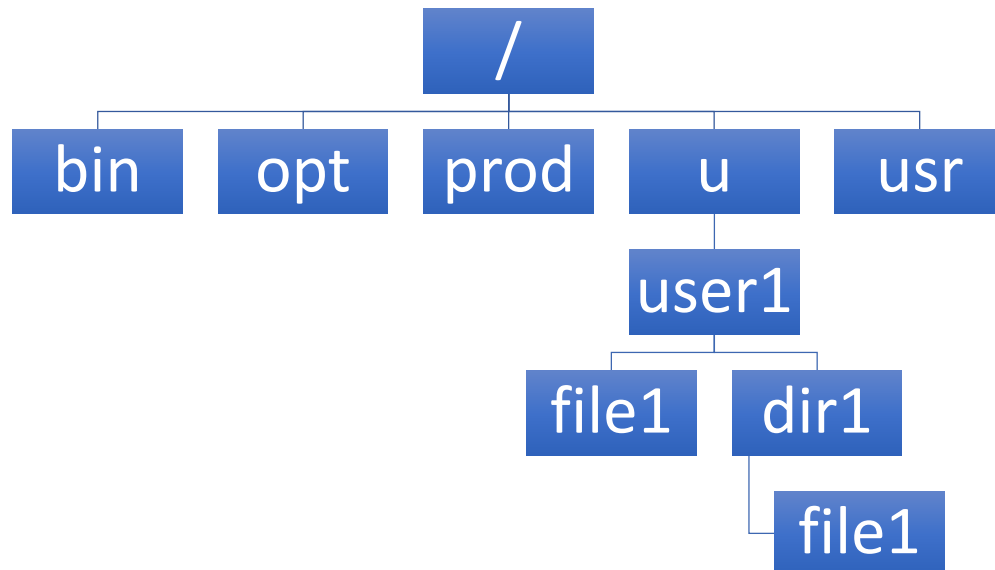 /
bin opt prod u usr
user1
file1 dir1
file1